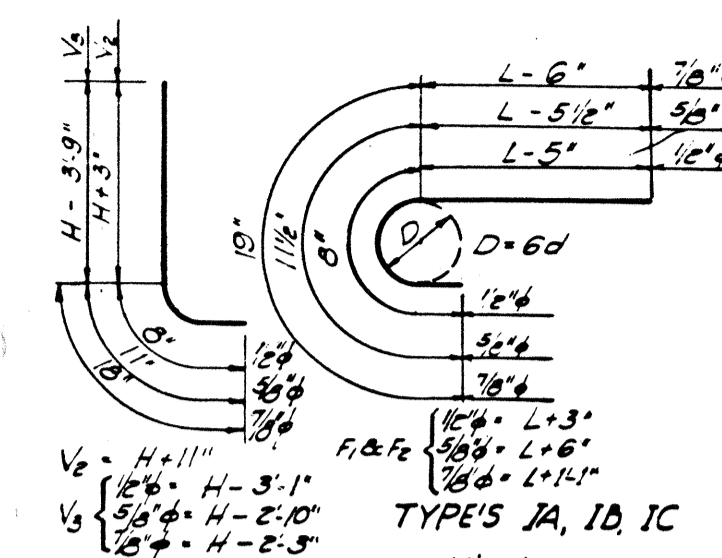 V3
V2
H - 3'-9"
H + 3"
8"
11"
18"
1/2"φ
5/8"φ
7/8"φ
L - 6"
7/8"φ
L - 5 1/2"
5/8"
L - 5"
1/2"φ
19"
11 1/2"
8"
D
D = 6d
1/2"φ
5/8"φ
7/8"φ
V2 = H + 11"
V3 { 1/2"φ = H - 3'-1"
5/8"φ = H - 2'-10"
7/8"φ = H - 2'-3"
F1 & F2 { 1/2"φ = L + 3"
5/8"φ = L + 6"
7/8"φ = L + 1'-1"
TYPE'S IA, IB, IC